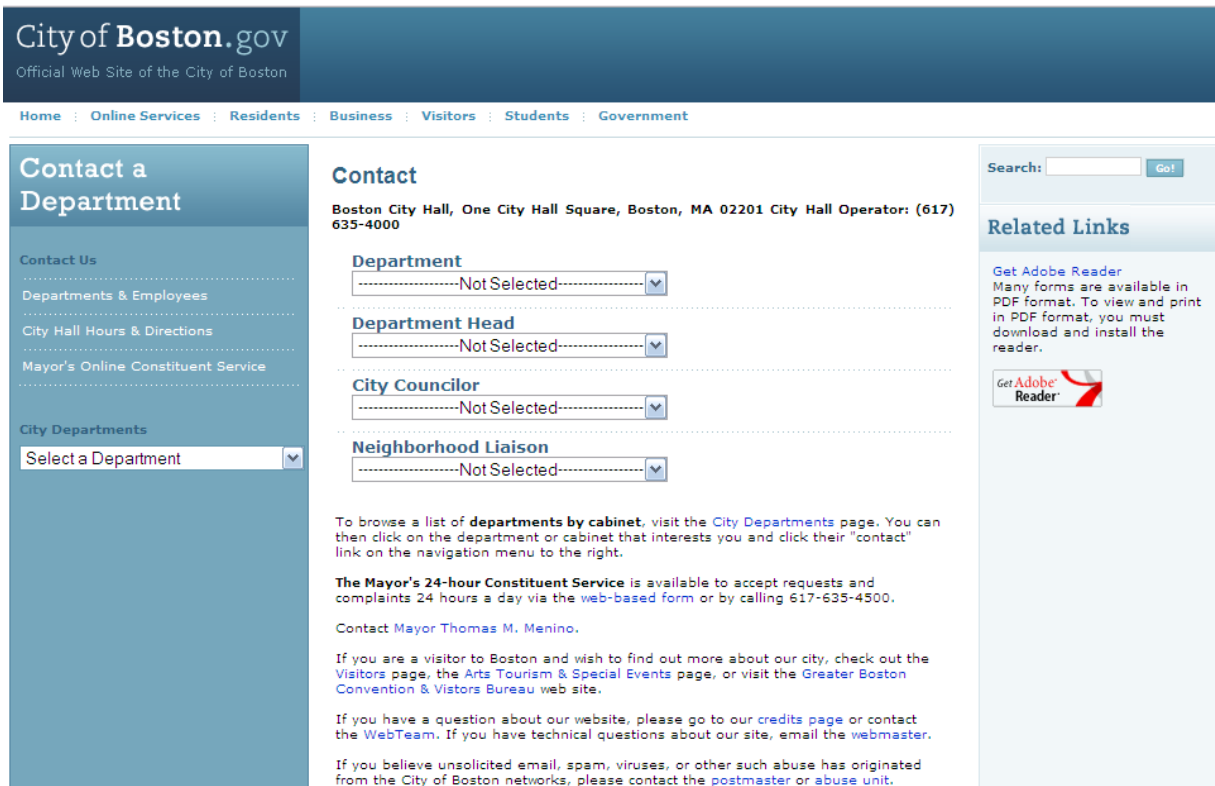 City of Boston.gov
Official Web Site of the City of Boston
Home Online Services Residents Business Visitors Students Government
Contact a
Department
Contact Us
Departments & Employees
City Hall Hours & Directions
Mayor's Online Constituent Service
City Departments
Select a Department
Contact
Boston City Hall, One City Hall Square, Boston, MA 02201 City Hall Operator: (617)
635-4000
Department
-------------------Not Selected----------------
Department Head
-------------------Not Selected----------------
City Councilor
-------------------Not Selected----------------
Neighborhood Liaison
-------------------Not Selected----------------
To browse a list of departments by cabinet, visit the City Departments page. You can
then click on the department or cabinet that interests you and click their "contact"
link on the navigation menu to the right.
The Mayor's 24-hour Constituent Service is available to accept requests and
complaints 24 hours a day via the web-based form or by calling 617-635-4500.
Contact Mayor Thomas M. Menino.
If you are a visitor to Boston and wish to find out more about our city, check out the
Visitors page, the Arts Tourism & Special Events page, or visit the Greater Boston
Convention & Vistors Bureau web site.
If you have a question about our website, please go to our credits page or contact
the WebTeam. If you have technical questions about our site, email the webmaster.
If you believe unsolicited email, spam, viruses, or other such abuse has originated
from the City of Boston networks, please contact the postmaster or abuse unit.
Search: Go!
Related Links
Get Adobe Reader
Many forms are available in
PDF format. To view and print
in PDF format, you must
download and install the
reader.
Get Adobe
Reader